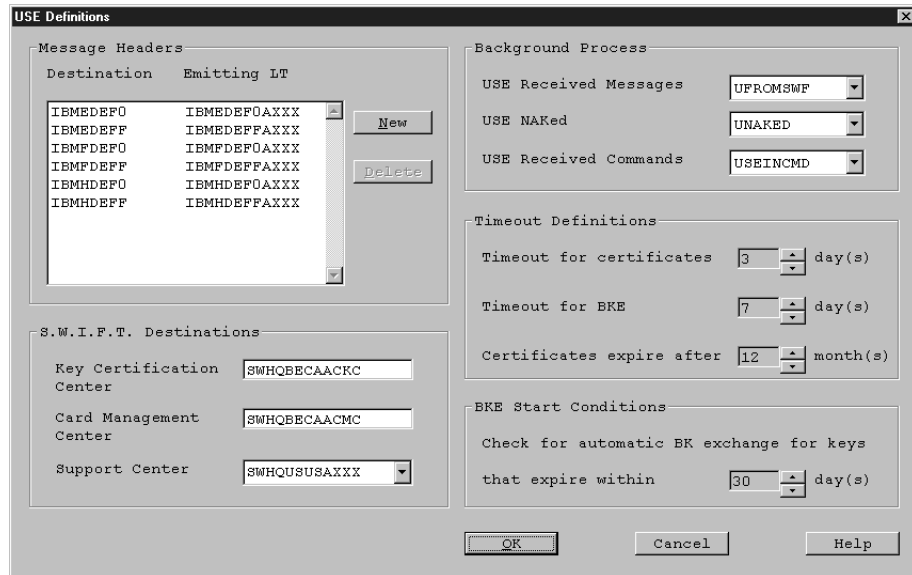 USE Definitions
Message Headers
Destination Emitting LT
IBMEDEF0 IBMEDEF0AXXX
IBMEDEFF IBMEDEFFAXXX
IBMFDEF0 IBMFDEF0AXXX
IBMFDEFF IBMFDEFFAXXX
IBMHDEF0 IBMHDEF0AXXX
IBMHDEFF IBMHDEFFAXXX
New
Delete
S.W.I.F.T. Destinations
Key Certification SWHQBECAACKC
Center
Card Management SWHQBECAACMC
Center
Support Center SWHQUSUSAXXX
Background Process
USE Received Messages UFROMSWF
USE NAKed UNAKED
USE Received Commands USEINCMD
Timeout Definitions
Timeout for certificates 3 day(s)
Timeout for BKE 7 day(s)
Certificates expire after 12 month(s)
BKE Start Conditions
Check for automatic BK exchange for keys
that expire within 30 day(s)
OK Cancel Help